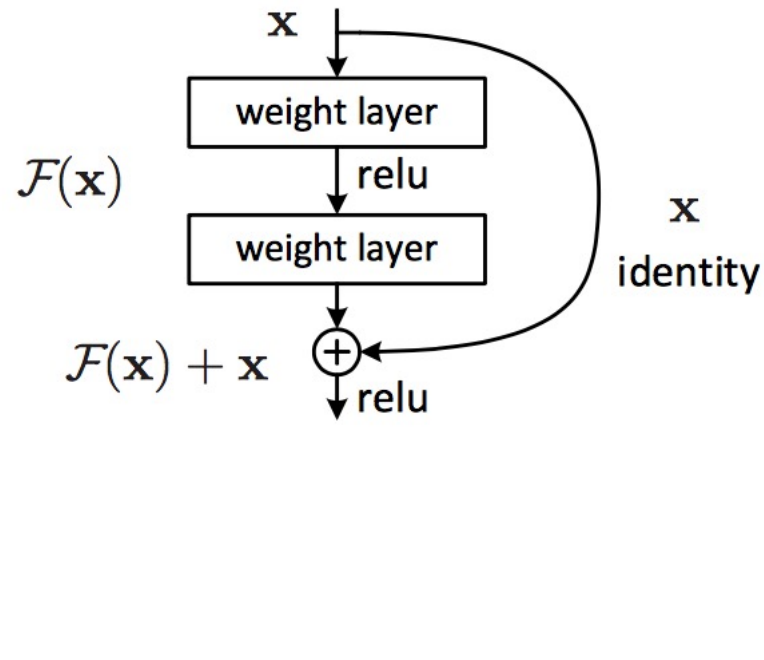 x
weight layer
relu
F(x)
x
weight layer
identity
F(x) + x
+
relu